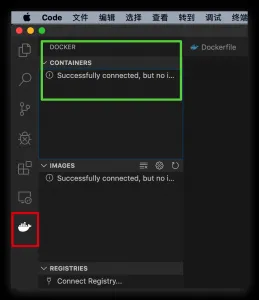 Code 文件 编辑 选择 查看 转到 调试 终端
DOCKER
Dockerfile
CONTAINERS
Successfully connected, but no i...
IMAGES
Successfully connected, but no i...
REGISTRIES
Connect Registry...